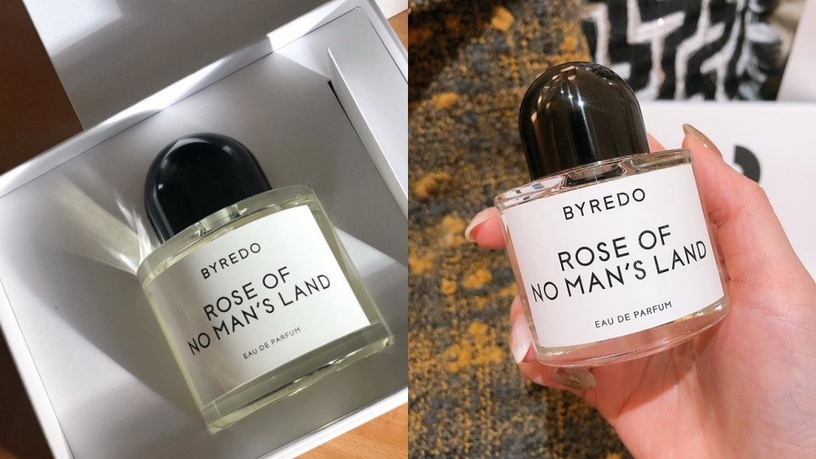 BYREDO
ROSE OF
NO MAN'S LAND
EAU DE PARFUM
BYREDO
ROSE OF
NO MAN'S LAND
EAU DE PARFUM